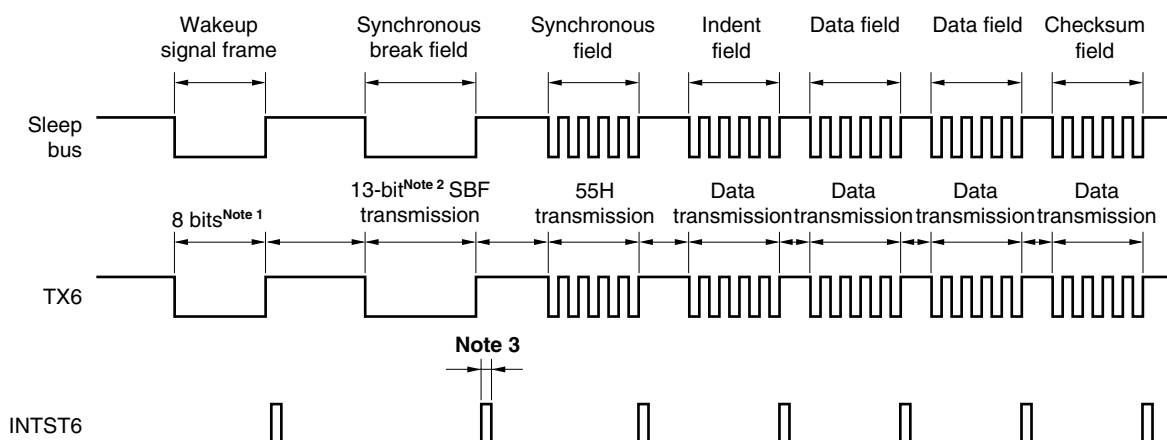 Wakeup signal frame
Synchronous break field
Synchronous field
Indent field
Data field
Data field
Checksum field
Sleep bus
8 bitsNote 1
13-bitNote 2 SBF transmission
55H transmission
Data transmission
Data transmission
Data transmission
Data transmission
TX6
Note 3
INTST6